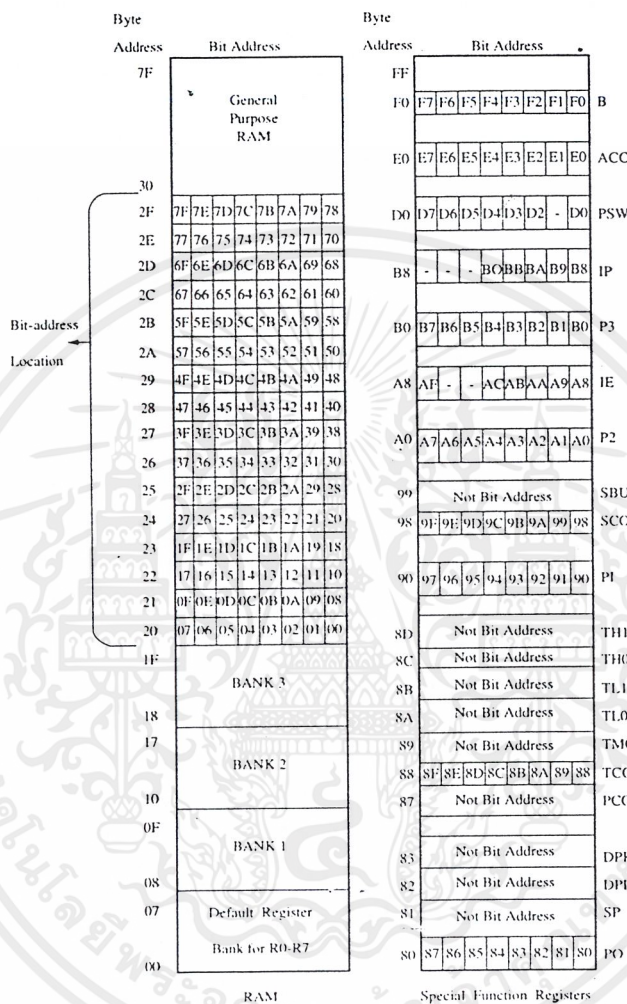 Byte
Address Bit Address
7F
General
Purpose
RAM
30
2F 7F 7E 7D 7C 7B 7A 79 78
2E 77 76 75 74 73 72 71 70
2D 6F 6E 6D 6C 6B 6A 69 68
2C 67 66 65 64 63 62 61 60
2B 5F 5E 5D 5C 5B 5A 59 58
2A 57 56 55 54 53 52 51 50
29 4F 4E 4D 4C 4B 4A 49 48
28 47 46 45 44 43 42 41 40
27 3F 3E 3D 3C 3B 3A 39 38
26 37 36 35 34 33 32 31 30
25 2F 2E 2D 2C 2B 2A 29 28
24 27 26 25 24 23 22 21 20
23 1F 1E 1D 1C 1B 1A 19 18
22 17 16 15 14 13 12 11 10
21 0F 0E 0D 0C 0B 0A 09 08
20 07 06 05 04 03 02 01 00
Bit-address
Location
1F
BANK 3
18
17
BANK 2
10
0F
BANK 1
08
07 Default Register
Bank for R0-R7
00
RAM
Byte
Address Bit Address
FF
F0 F7 F6 F5 F4 F3 F2 F1 F0 B
E0 E7 E6 E5 E4 E3 E2 E1 E0 ACC
D0 D7 D6 D5 D4 D3 D2 - D0 PSW
B8 - - - BO BB BA B9 B8 IP
B0 B7 B6 B5 B4 B3 B2 B1 B0 P3
A8 AF - - AC AB AA A9 A8 IE
A0 A7 A6 A5 A4 A3 A2 A1 A0 P2
99 Not Bit Address SBU
98 9F 9E 9D 9C 9B 9A 99 98 SCO
90 97 96 95 94 93 92 91 90 P1
8D Not Bit Address TH1
8C Not Bit Address TH0
8B Not Bit Address TL1
8A Not Bit Address TL0
89 Not Bit Address TMO
88 8F 8E 8D 8C 8B 8A 89 88 TCO
87 Not Bit Address PCO
83 Not Bit Address DPH
82 Not Bit Address DPL
81 Not Bit Address SP
80 87 86 85 84 83 82 81 80 PO
Special Function Registers